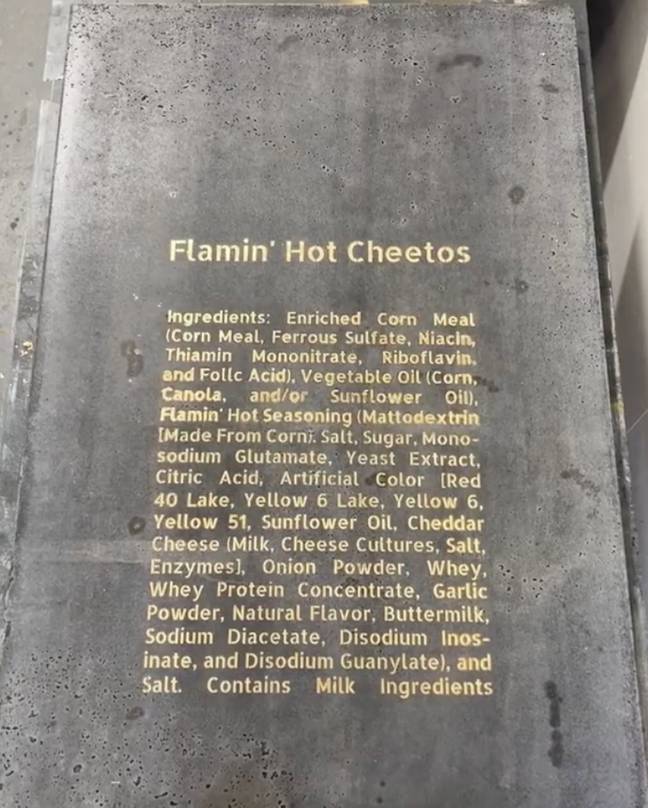 Flamin' Hot Cheetos
Ingredients: Enriched Corn Meal
(Corn Meal, Ferrous Sulfate, Niacin,
Thiamin Mononitrate, Riboflavin,
and Follc Acid), Vegetable Oil (Corn,
Canola, and/or Sunflower Oil),
Flamin' Hot Seasoning (Mattodextrin
[Made From Corn). Salt, Sugar, Mono-
sodium Glutamate, Yeast Extract,
Citric Acid, Artificial Color [Red
40 Lake, Yellow 6 Lake, Yellow 6,
Yellow 51, Sunflower Oil, Cheddar
Cheese (Milk, Cheese Cultures, Salt,
Enzymes], Onion Powder, Whey,
Whey Protein Concentrate, Garlic
Powder, Natural Flavor, Buttermilk,
Sodium Diacetate, Disodium Inos-
inate, and Disodium Guanylate), and
Salt. Contains Milk Ingredients